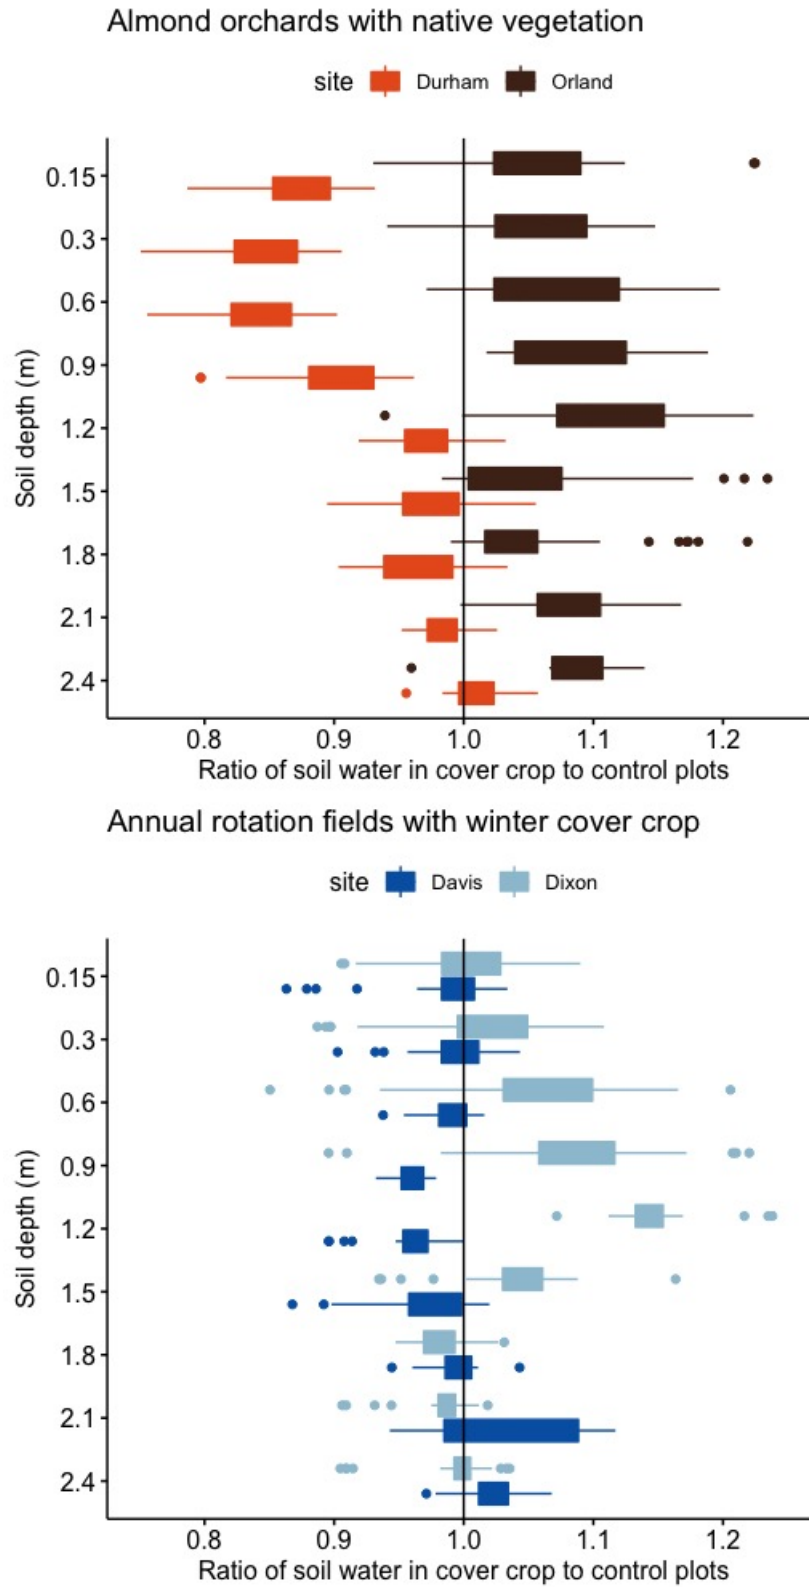 Almond orchards with native vegetation
site Durham Orland
0.15
0.3
0.6
0.9
1.2
1.5
1.8
2.1
2.4
Soil depth (m)
0.8 0.9 1.0 1.1 1.2
Ratio of soil water in cover crop to control plots
Annual rotation fields with winter cover crop
site Davis Dixon
0.15
0.3
0.6
0.9
1.2
1.5
1.8
2.1
2.4
Soil depth (m)
0.8 0.9 1.0 1.1 1.2
Ratio of soil water in cover crop to control plots